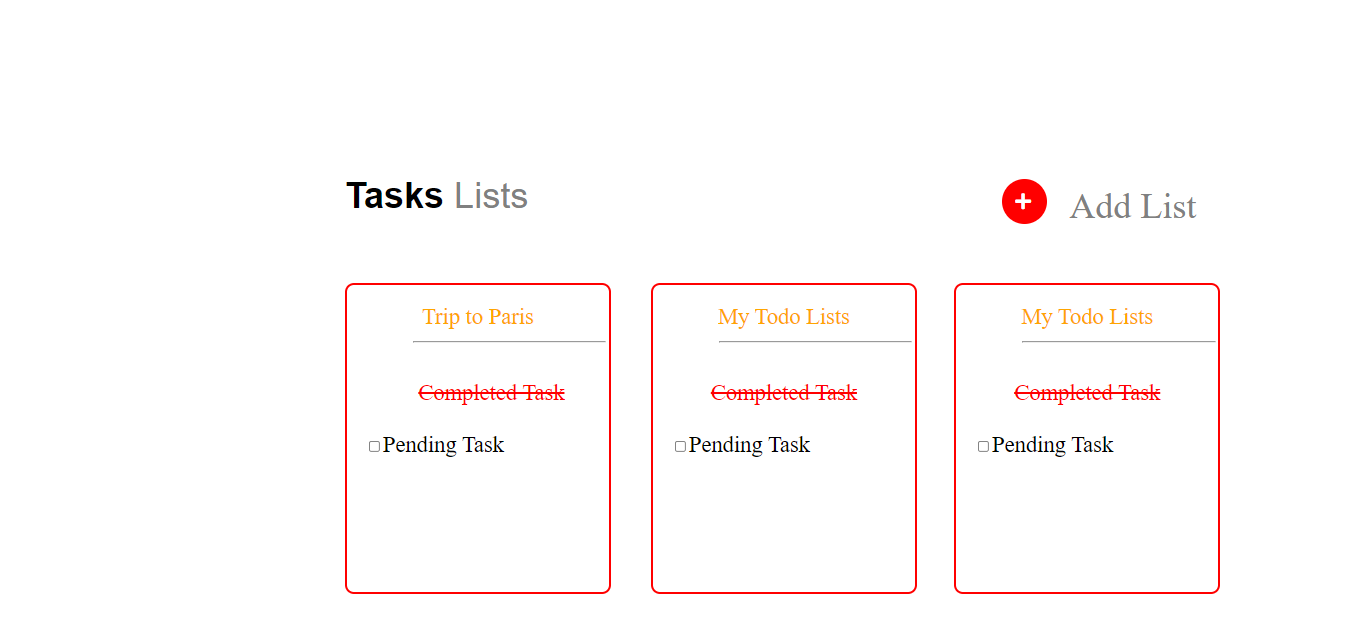 Tasks Lists
+ Add List
Trip to Paris
Completed Task
Pending Task
My Todo Lists
Completed Task
Pending Task
My Todo Lists
Completed Task
Pending Task